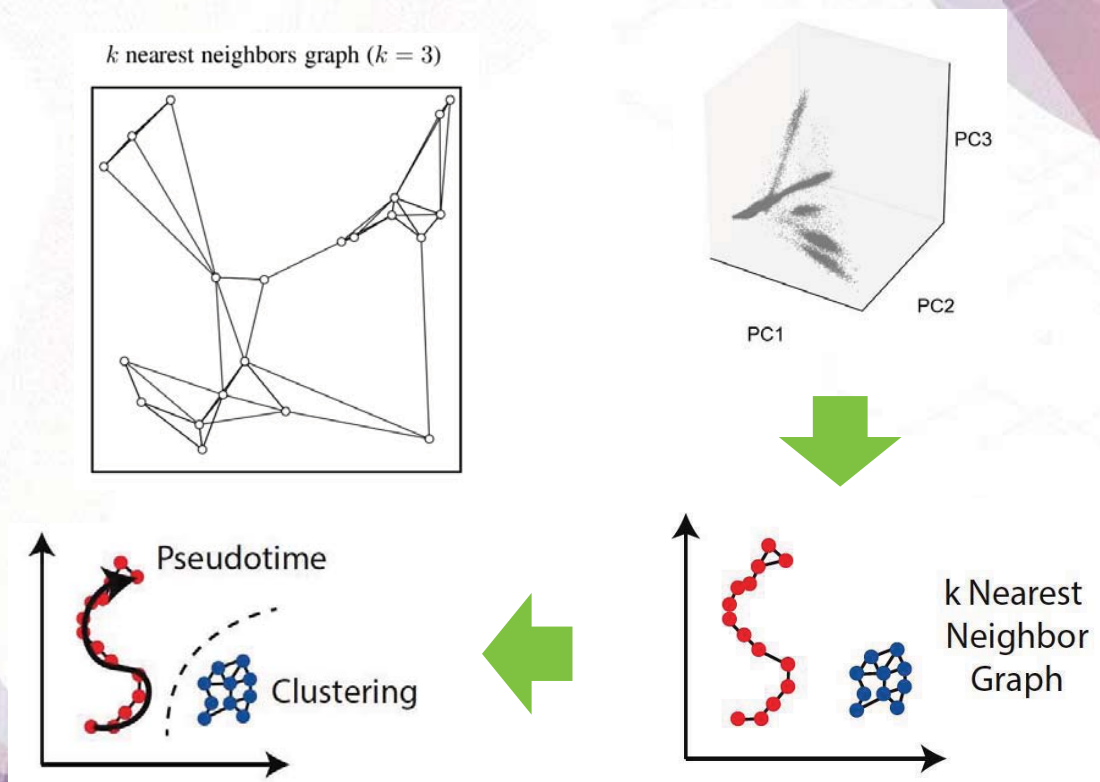 k nearest neighbors graph (k = 3)
PC3
PC2
PC1
Pseudotime
Clustering
k Nearest
Neighbor
Graph